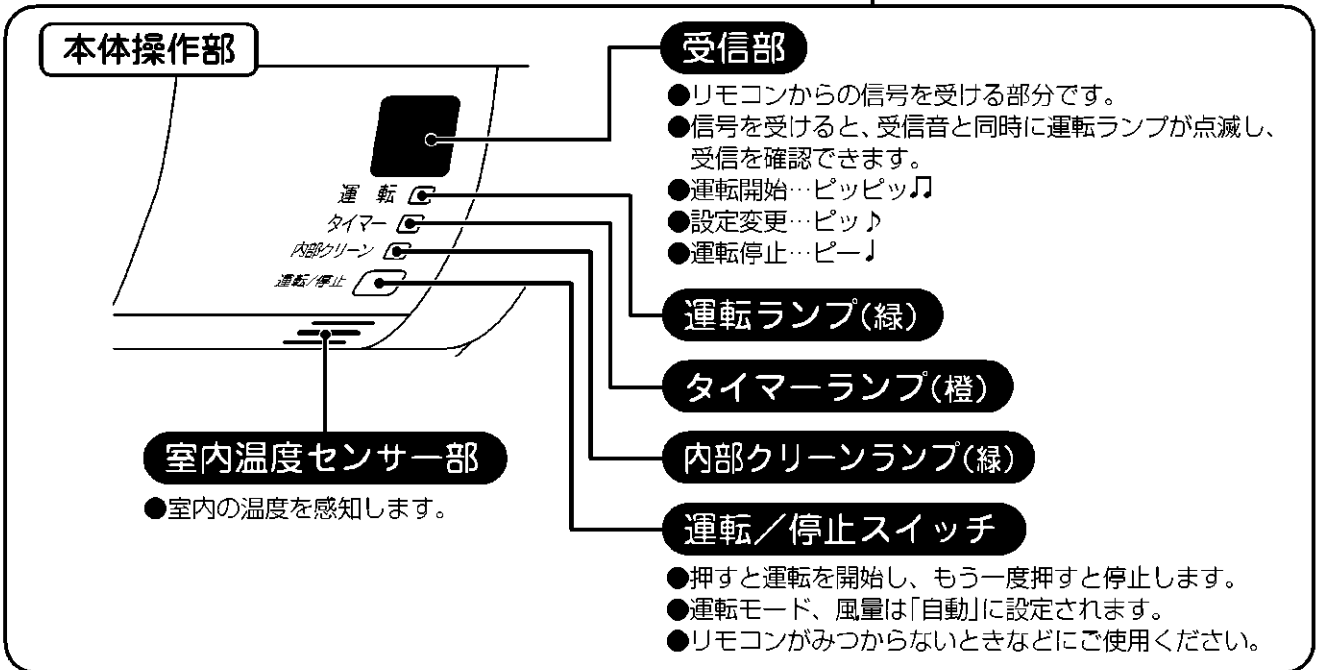 本体操作部
運 転
タイマー
内部クリーン
運転/停止
室内温度センサー部
●室内の温度を感知します。
受信部
●リモコンからの信号を受ける部分です。
●信号を受けると、受信音と同時に運転ランプが点滅し、
受信を確認できます。
●運転開始…ピッピッ♫
●設定変更…ピッ♪
●運転停止…ピー♩
運転ランプ(緑)
タイマーランプ(橙)
内部クリーンランプ(緑)
運転／停止スイッチ
●押すと運転を開始し、もう一度押すと停止します。
●運転モード、風量は「自動」に設定されます。
●リモコンがみつからないときなどにご使用ください。